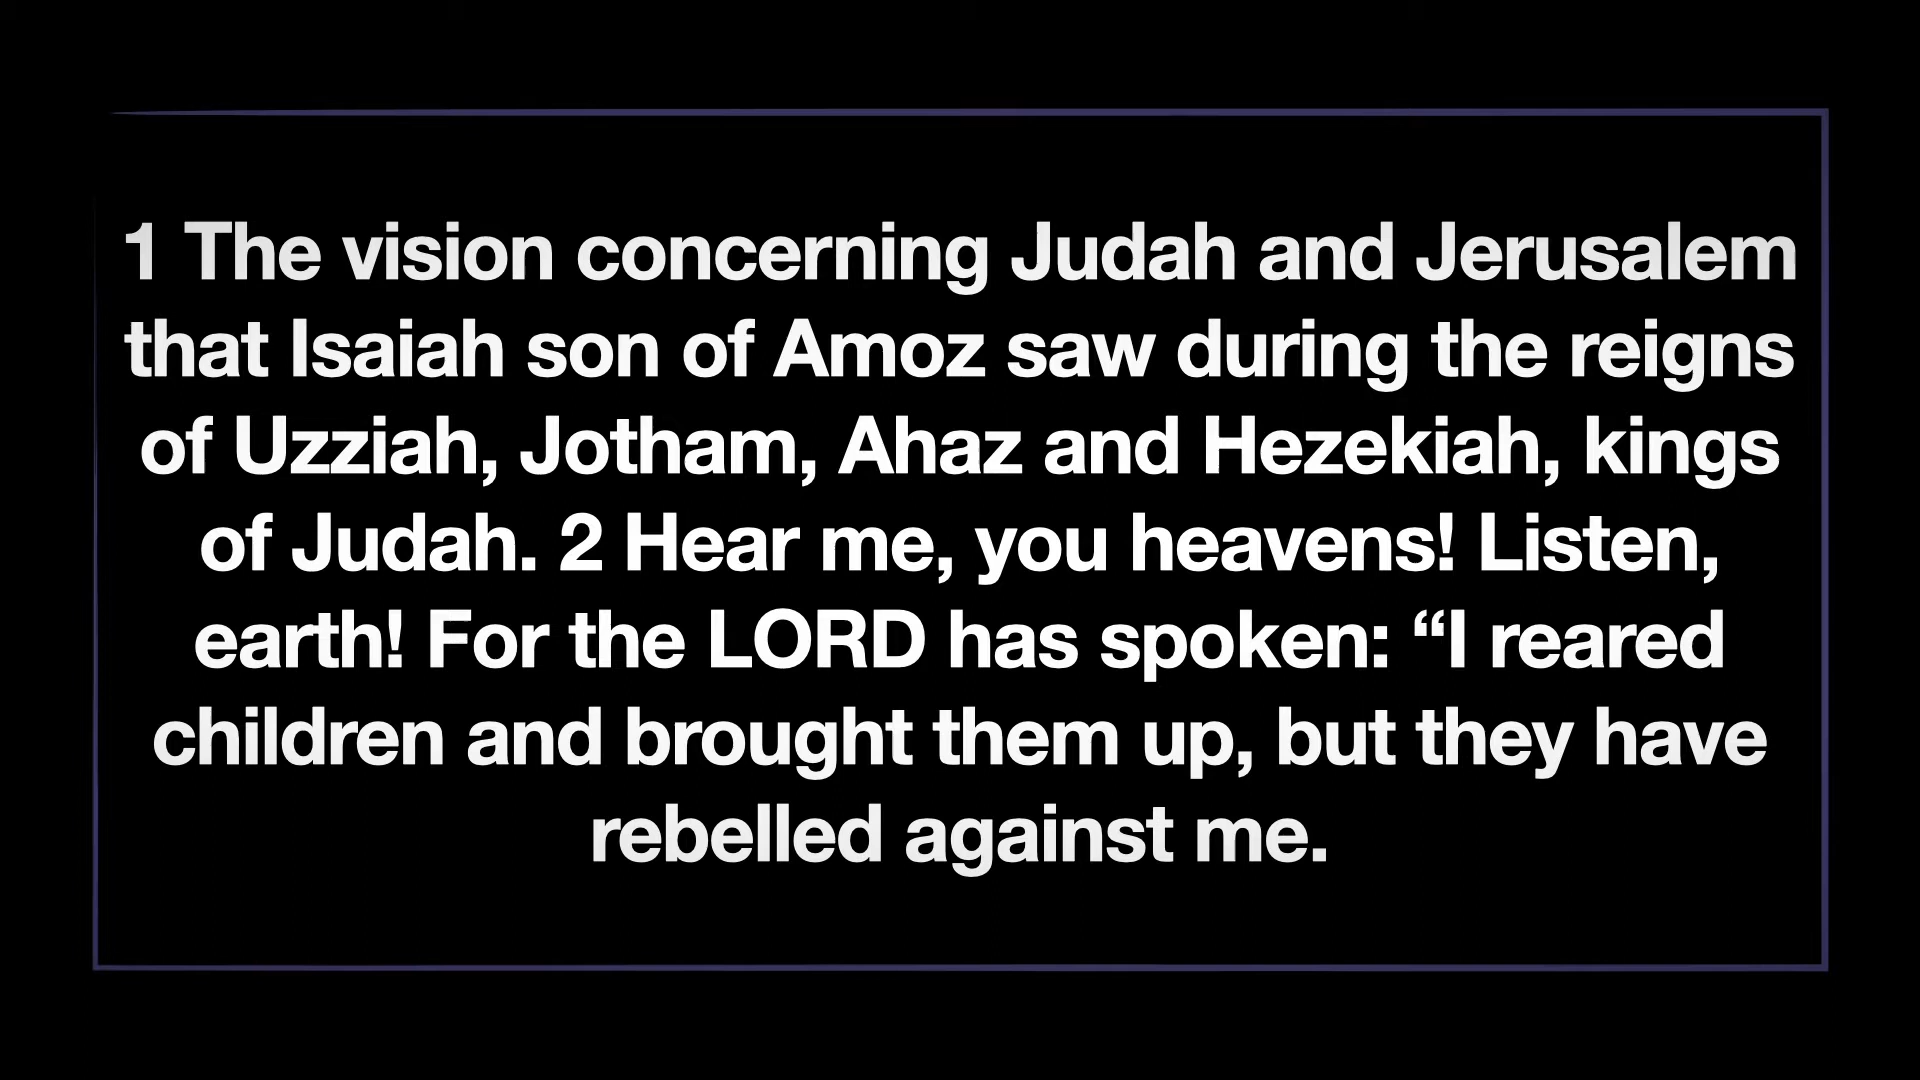 1 The vision concerning Judah and Jerusalem
that Isaiah son of Amoz saw during the reigns
of Uzziah, Jotham, Ahaz and Hezekiah, kings
of Judah. 2 Hear me, you heavens! Listen,
earth! For the LORD has spoken: “I reared
children and brought them up, but they have
rebelled against me.